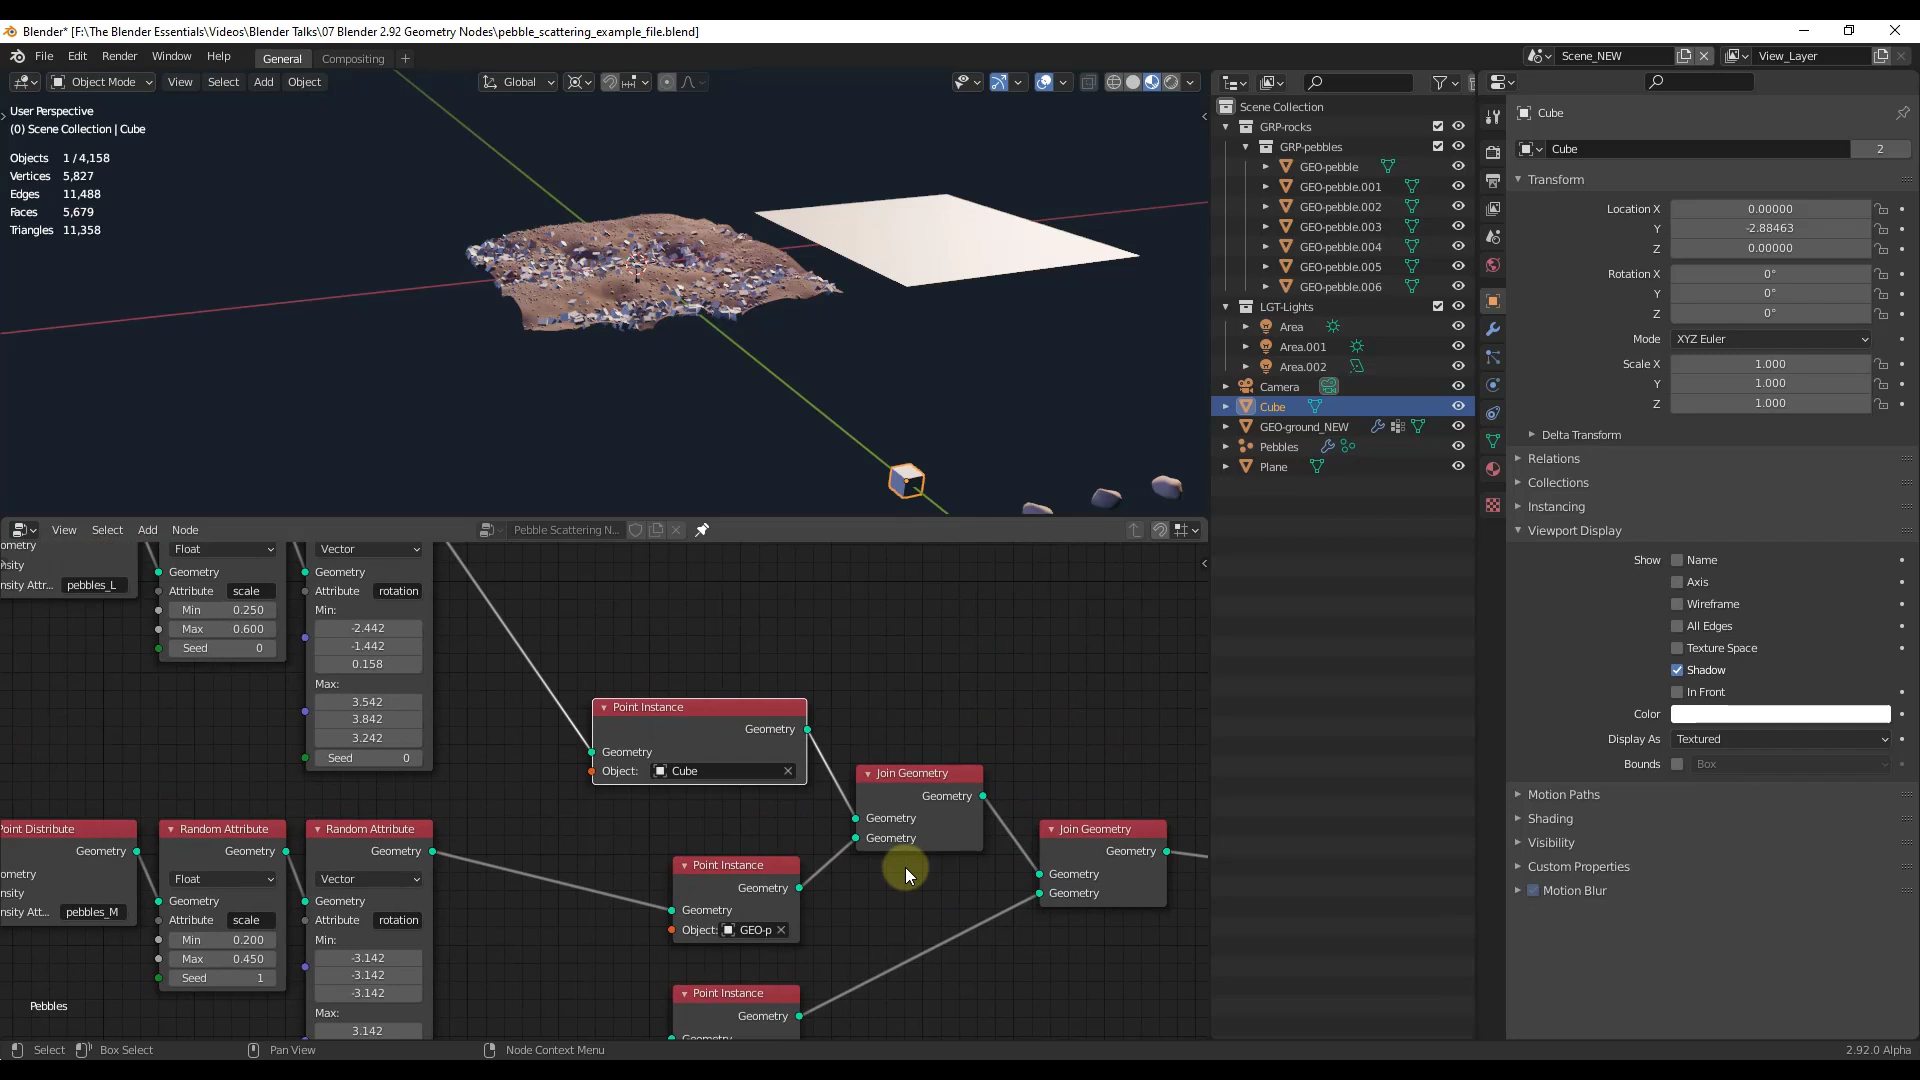 Blender* [F:\The Blender Essentials\Videos\Blender Talks\07 Blender 2.92 Geometry Nodes\pebble_scattering_example_file.blend]
File Edit Render Window Help General Compositing + Scene_NEW View_Layer
Object Mode View Select Add Object Global
User Perspective
(0) Scene Collection | Cube
Objects 1 / 4,158
Vertices 5,827
Edges 11,488
Faces 5,679
Triangles 11,358
Scene Collection
GRP-rocks
GRP-pebbles
GEO-pebble
GEO-pebble.001
GEO-pebble.002
GEO-pebble.003
GEO-pebble.004
GEO-pebble.005
GEO-pebble.006
LGT-Lights
Area
Area.001
Area.002
Camera
Cube
GEO-ground_NEW
Pebbles
Plane
Cube
Cube 2
Transform
Location X 0.00000
Y -2.88463
Z 0.00000
Rotation X 0°
Y 0°
Z 0°
Mode XYZ Euler
Scale X 1.000
Y 1.000
Z 1.000
Delta Transform
Relations
Collections
Instancing
Viewport Display
Show Name
Axis
Wireframe
All Edges
Texture Space
Shadow
In Front
Color
Display As Textured
Bounds Box
Motion Paths
Shading
Visibility
Custom Properties
Motion Blur
View Select Add Node Pebble Scattering N...
ometry
sity
nsity Attr... pebbles_L
Float
Geometry
Attribute scale
Min 0.250
Max 0.600
Seed 0
Vector
Geometry
Attribute rotation
Min:
-2.442
-1.442
0.158
Max:
3.542
3.842
3.242
Seed 0
Point Instance
Geometry
Geometry
Object: Cube
Join Geometry
Geometry
Geometry
Geometry
Join Geometry
Geometry
Geometry
Geometry
Point Distribute
Geometry
ometry
nsity
nsity Att... pebbles_M
Random Attribute
Geometry
Float
Geometry
Attribute scale
Min 0.200
Max 0.450
Seed 1
Random Attribute
Geometry
Vector
Geometry
Attribute rotation
Min:
-3.142
-3.142
-3.142
Max:
3.142
Point Instance
Geometry
Geometry
Object: GEO-p
Point Instance
Geometry
Geometry
Pebbles
Select Box Select Pan View Node Context Menu 2.92.0 Alpha